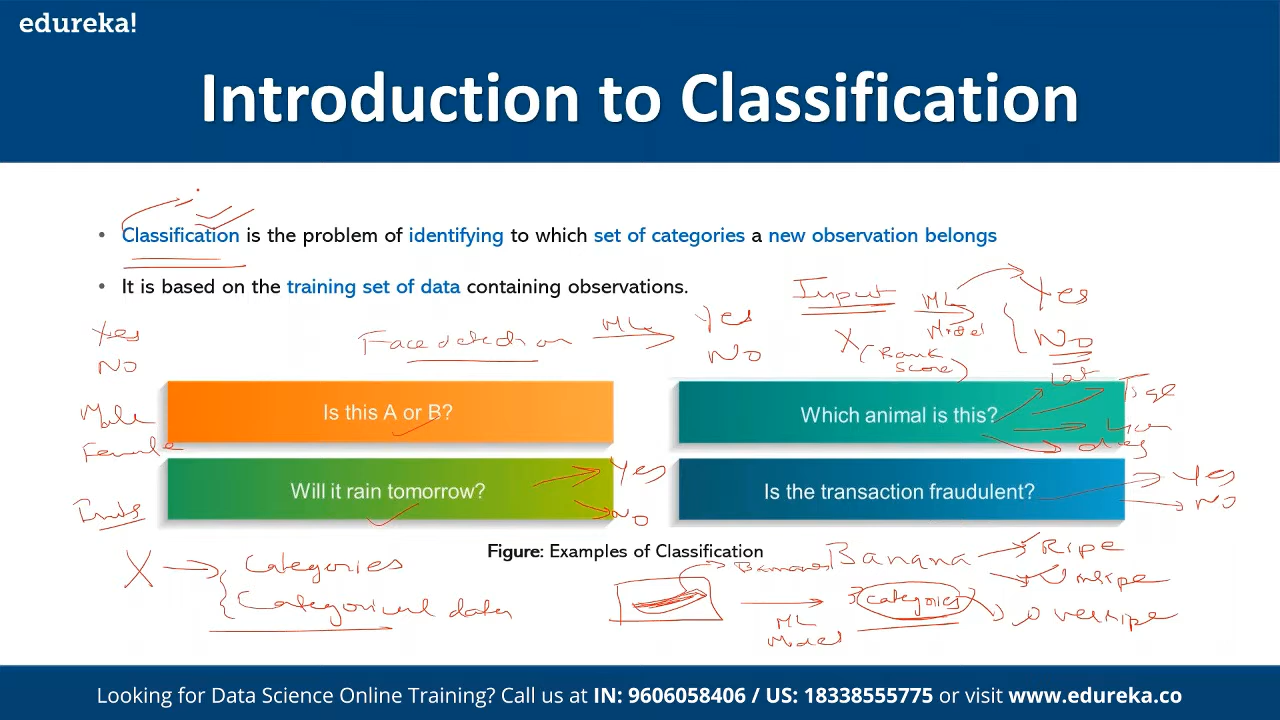 edureka!
Introduction to Classification
• Classification is the problem of identifying to which set of categories a new observation belongs
• It is based on the training set of data containing observations.
Input ML Model Yes
No
X (Rank Score)
Yes
No
Face detection ML Yes
No
Male
Female
Is this A or B?
Which animal is this?
Will it rain tomorrow? Yes
No
Is the transaction fraudulent? Yes
No
Figure: Examples of Classification
X Categories
Categorical data
Banana Ripe
Unripe
Overripe
3 categories
ML Model
Looking for Data Science Online Training? Call us at IN: 9606058406 / US: 18338555775 or visit www.edureka.co